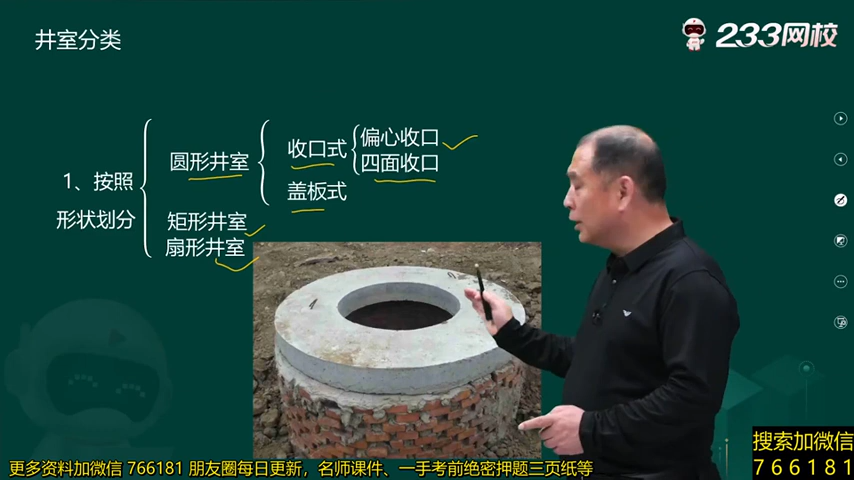 井室分类
233网校
1、按照
形状划分
圆形井室
收口式
偏心收口
四面收口
盖板式
矩形井室
扇形井室
搜索加微信
766181
更多资料加微信 766181 朋友圈每日更新，名师课件、一手考前绝密押题三页纸等